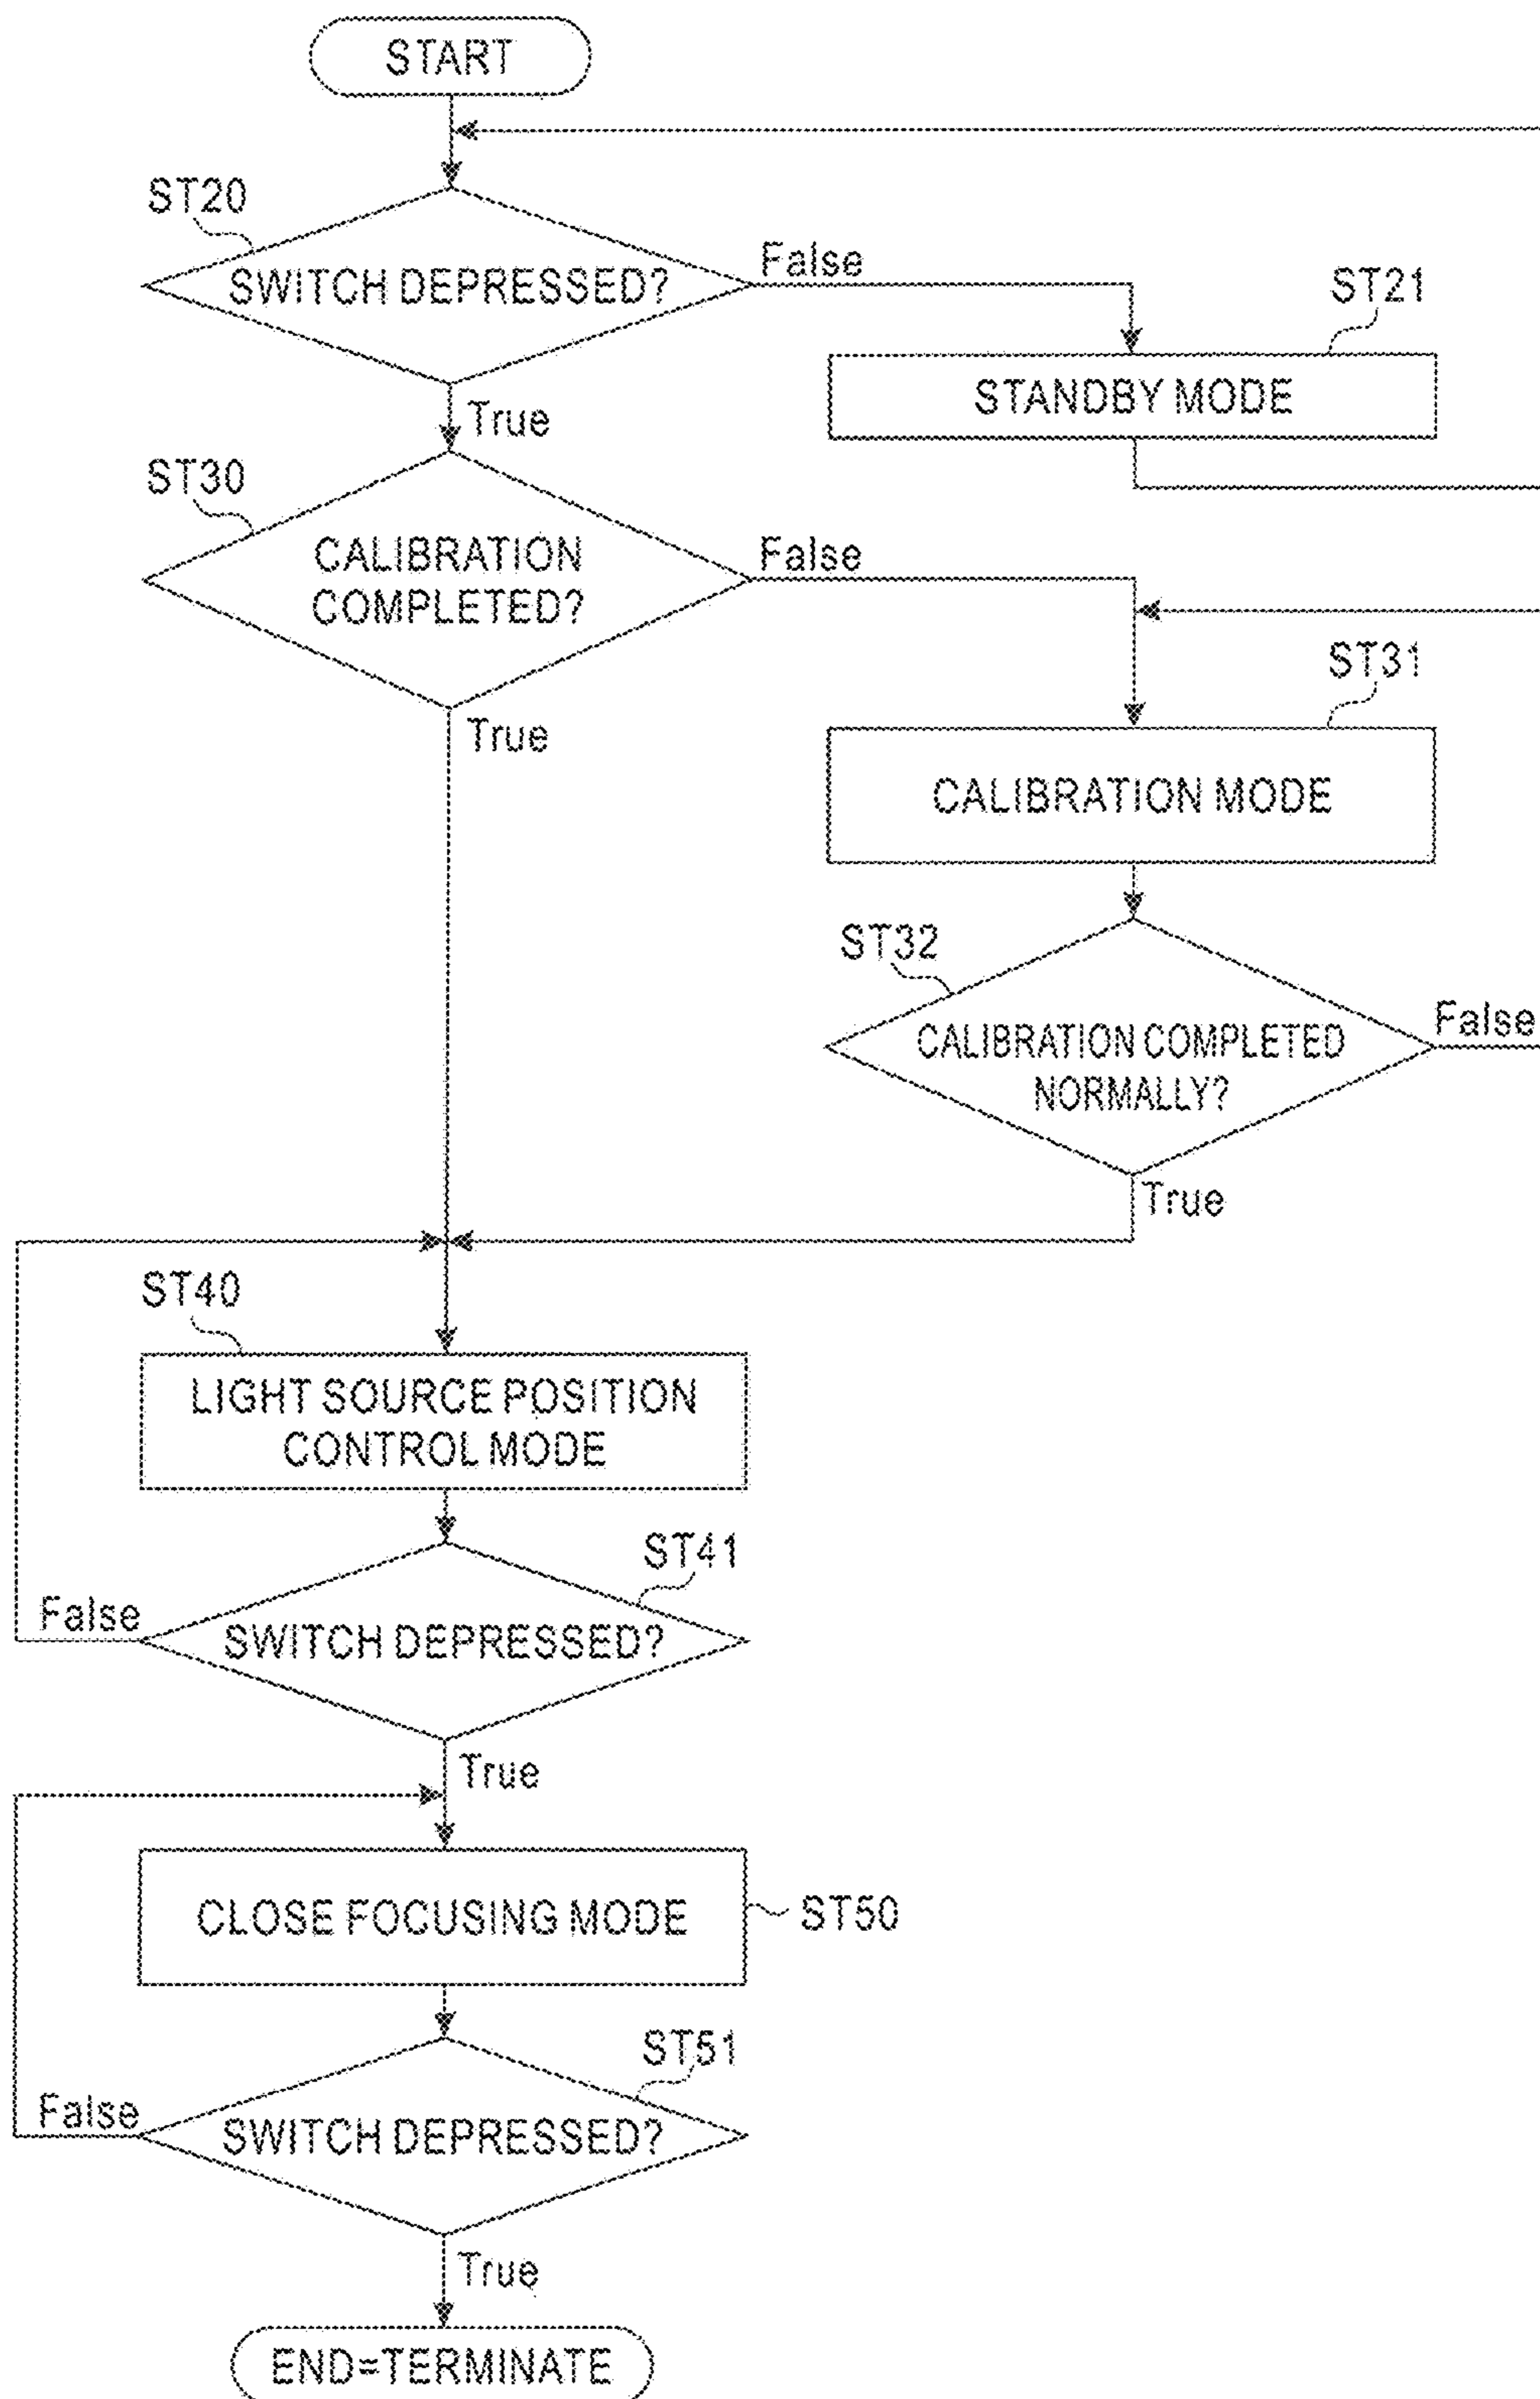 START
ST20
SWITCH DEPRESSED?
False
ST21
STANDBY MODE
True
ST30
CALIBRATION
COMPLETED?
False
ST31
True
CALIBRATION MODE
ST32
CALIBRATION COMPLETED
NORMALLY?
False
True
ST40
LIGHT SOURCE POSITION
CONTROL MODE
ST41
False
SWITCH DEPRESSED?
True
CLOSE FOCUSING MODE
ST50
ST51
False
SWITCH DEPRESSED?
True
END=TERMINATE